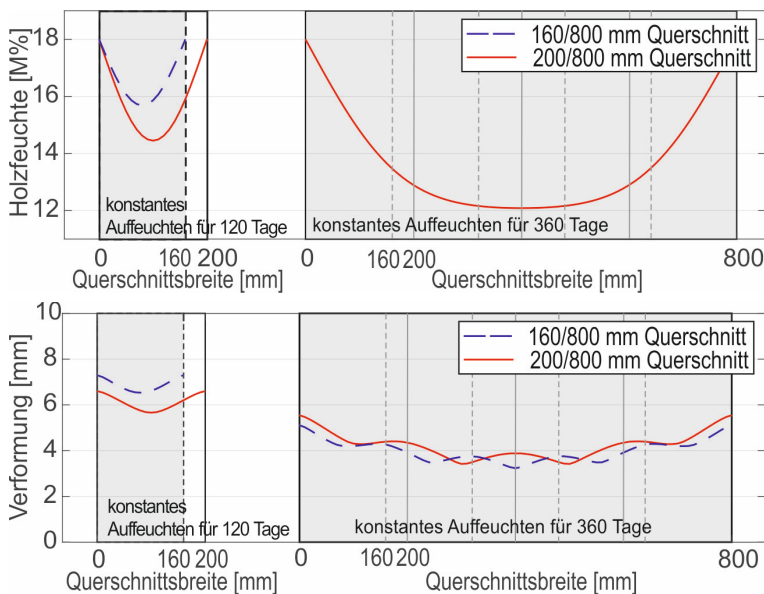 18
16
14
12
Holzfeuchte [M%]
160/800 mm Querschnitt
200/800 mm Querschnitt
konstantes
Auffeuchten für 120 Tage
konstantes Auffeuchten für 360 Tage
0 160 200
0 160 200 800
Querschnittsbreite [mm]
Querschnittsbreite [mm]
10
8
6
4
2
0
Verformung [mm]
160/800 mm Querschnitt
200/800 mm Querschnitt
konstantes
Auffeuchten für 120 Tage
konstantes Auffeuchten für 360 Tage
0 160 200
0 160 200 800
Querschnittsbreite [mm]
Querschnittsbreite [mm]